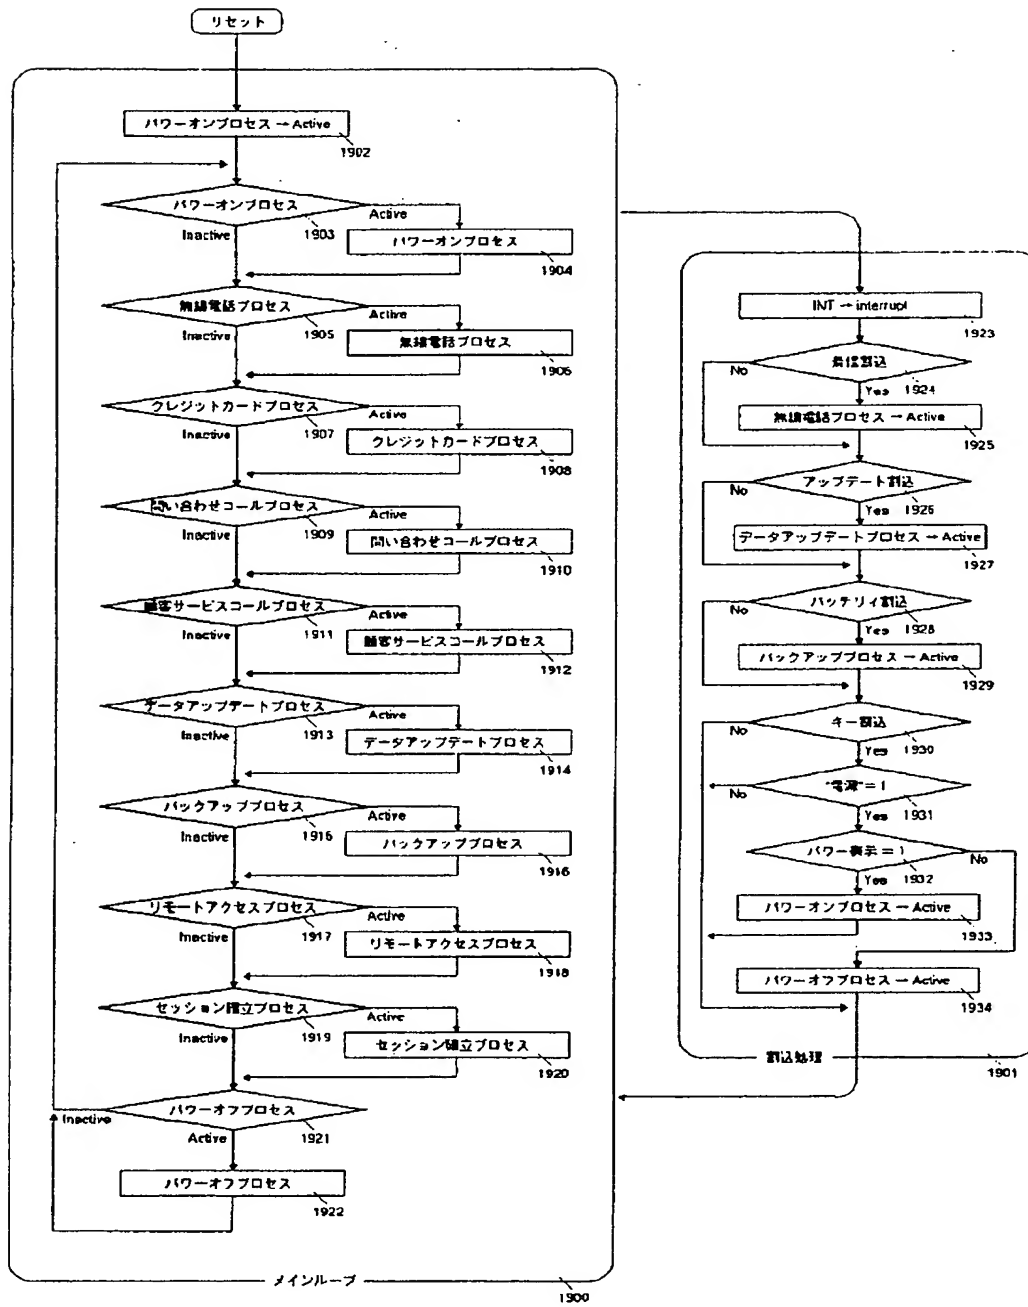 リセット
パワーオンプロセス → Active
1902
パワーオンプロセス
1903
Active
Inactive
パワーオンプロセス
1904
無線電話プロセス
1905
Active
Inactive
無線電話プロセス
1906
クレジットカードプロセス
1907
Active
Inactive
クレジットカードプロセス
1908
問い合わせコールプロセス
1909
Active
Inactive
問い合わせコールプロセス
1910
顧客サービスコールプロセス
1911
Active
Inactive
顧客サービスコールプロセス
1912
データアップデートプロセス
1913
Active
Inactive
データアップデートプロセス
1914
バックアッププロセス
1915
Active
Inactive
バックアッププロセス
1916
リモートアクセスプロセス
1917
Active
Inactive
リモートアクセスプロセス
1918
セッション確立プロセス
1919
Active
Inactive
セッション確立プロセス
1920
パワーオフプロセス
1921
Inactive
Active
パワーオフプロセス
1922
メインループ
1900
INT → interrupt
1923
着信割込
1924
No
Yes
無線電話プロセス → Active
1925
アップデート割込
1926
No
Yes
データアップデートプロセス → Active
1927
バッテリィ割込
1928
No
Yes
バックアッププロセス → Active
1929
キー割込
1930
No
Yes
"電源" = 1
1931
No
Yes
パワー表示 = 1
1932
No
Yes
パワーオンプロセス → Active
1933
パワーオフプロセス → Active
1934
割込処理
1901